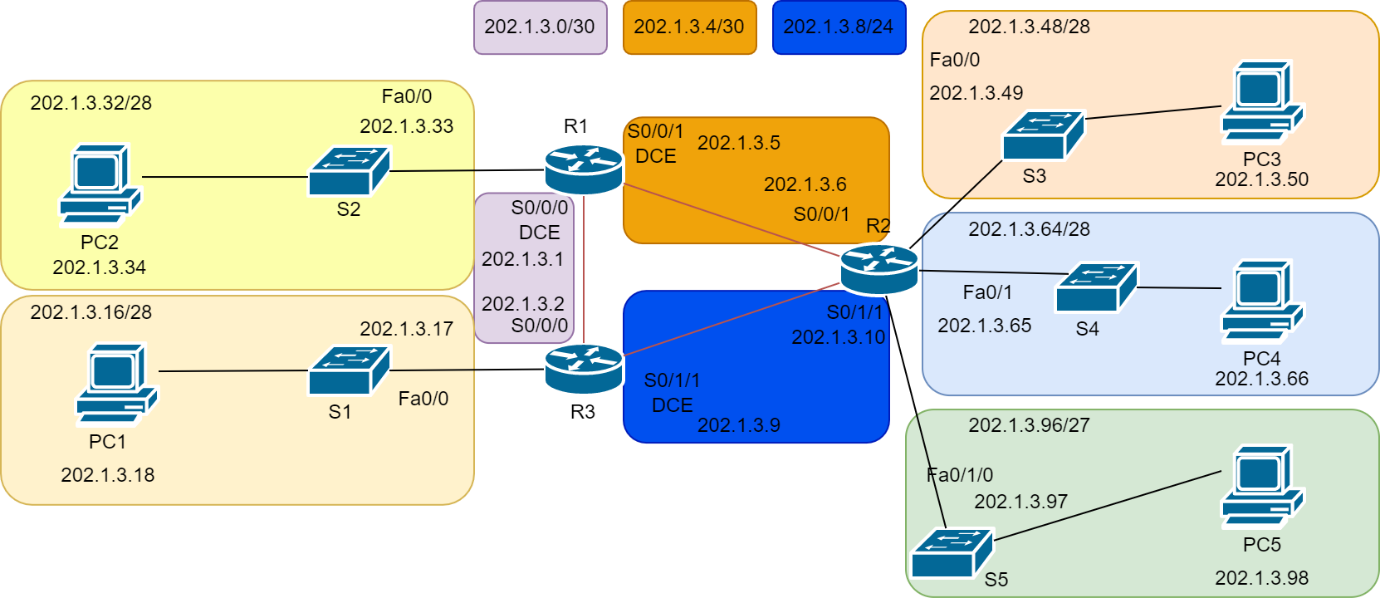 202.1.3.0/30
202.1.3.4/30
202.1.3.8/24
202.1.3.32/28
Fa0/0
202.1.3.33
S2
PC2
202.1.3.34
202.1.3.16/28
202.1.3.17
Fa0/0
S1
PC1
202.1.3.18
R1
S0/0/0
DCE
202.1.3.1
202.1.3.2
S0/0/0
R3
S0/0/1
DCE
202.1.3.5
202.1.3.6
S0/0/1
R2
S0/1/1
202.1.3.10
S0/1/1
DCE
202.1.3.9
202.1.3.48/28
Fa0/0
202.1.3.49
S3
PC3
202.1.3.50
202.1.3.64/28
Fa0/1
202.1.3.65
S4
PC4
202.1.3.66
202.1.3.96/27
Fa0/1/0
202.1.3.97
S5
PC5
202.1.3.98